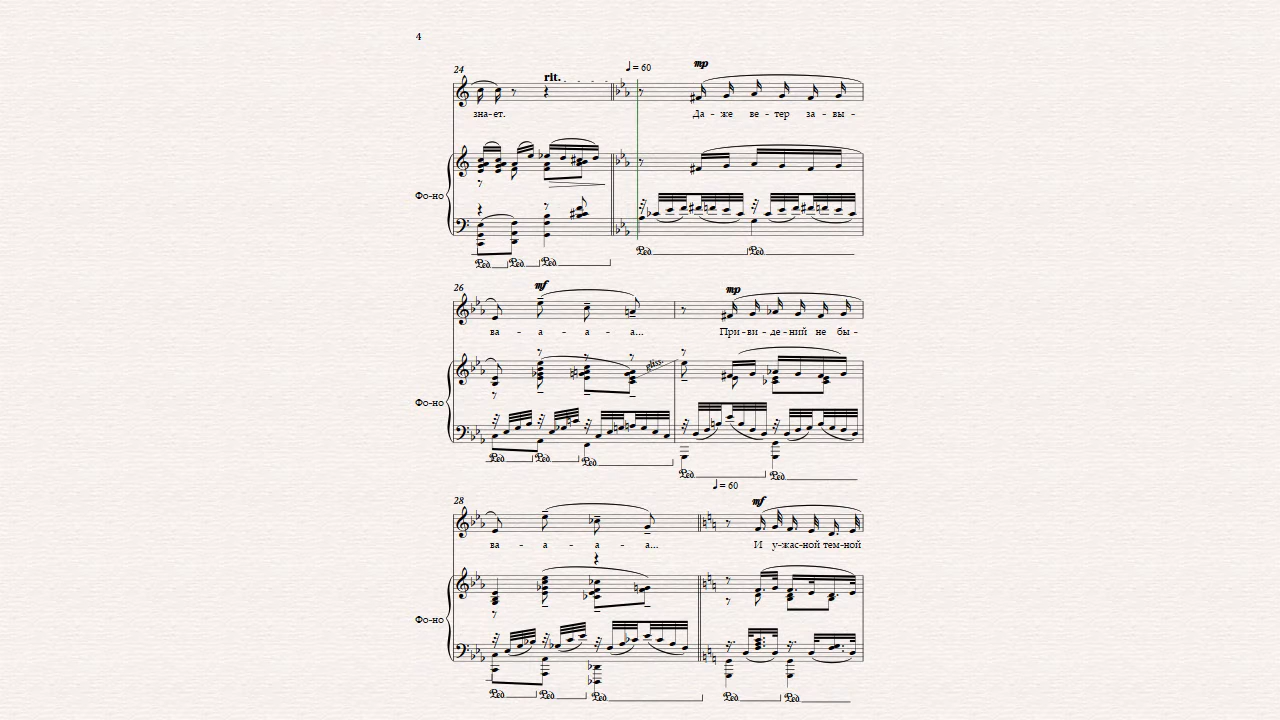 4
24
rit.
♩ = 60
mp
зна-ет.
Да - же ве - тер за - вы -
Фо-но
Ped Ped Ped Ped Ped
26
mf
mp
ва - а - а - а...
При - ви - де - ний не бы -
gliss.
Фо-но
Ped Ped Ped Ped Ped
♩ = 60
28
mf
ва - а - а - а...
И у-жас-ной тем-ной
Фо-но
Ped Ped Ped Ped Ped